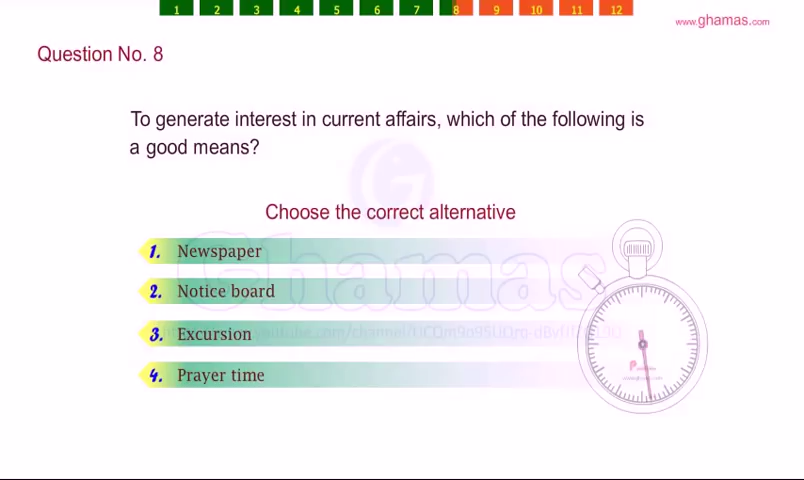 1 2 3 4 5 6 7 8 9 10 11 12
www.ghamas.com
Question No. 8
To generate interest in current affairs, which of the following is
a good means?
Choose the correct alternative
1. Newspaper
2. Notice board
3. Excursion
4. Prayer time
Ghamas